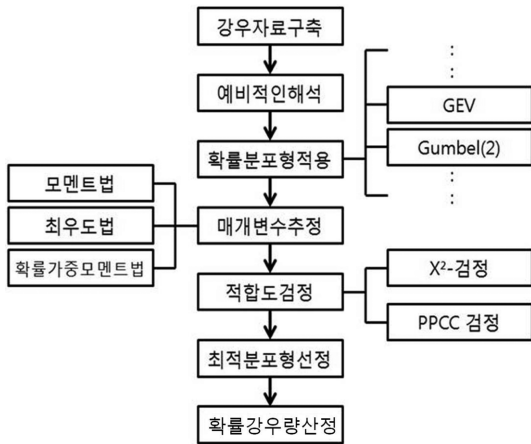 강우자료구축
예비적인해석
확률분포형적용
:
:
GEV
Gumbel(2)
:
:
모멘트법
최우도법
확률가중모멘트법
매개변수추정
적합도검정
X²-검정
PPCC 검정
최적분포형선정
확률강우량산정